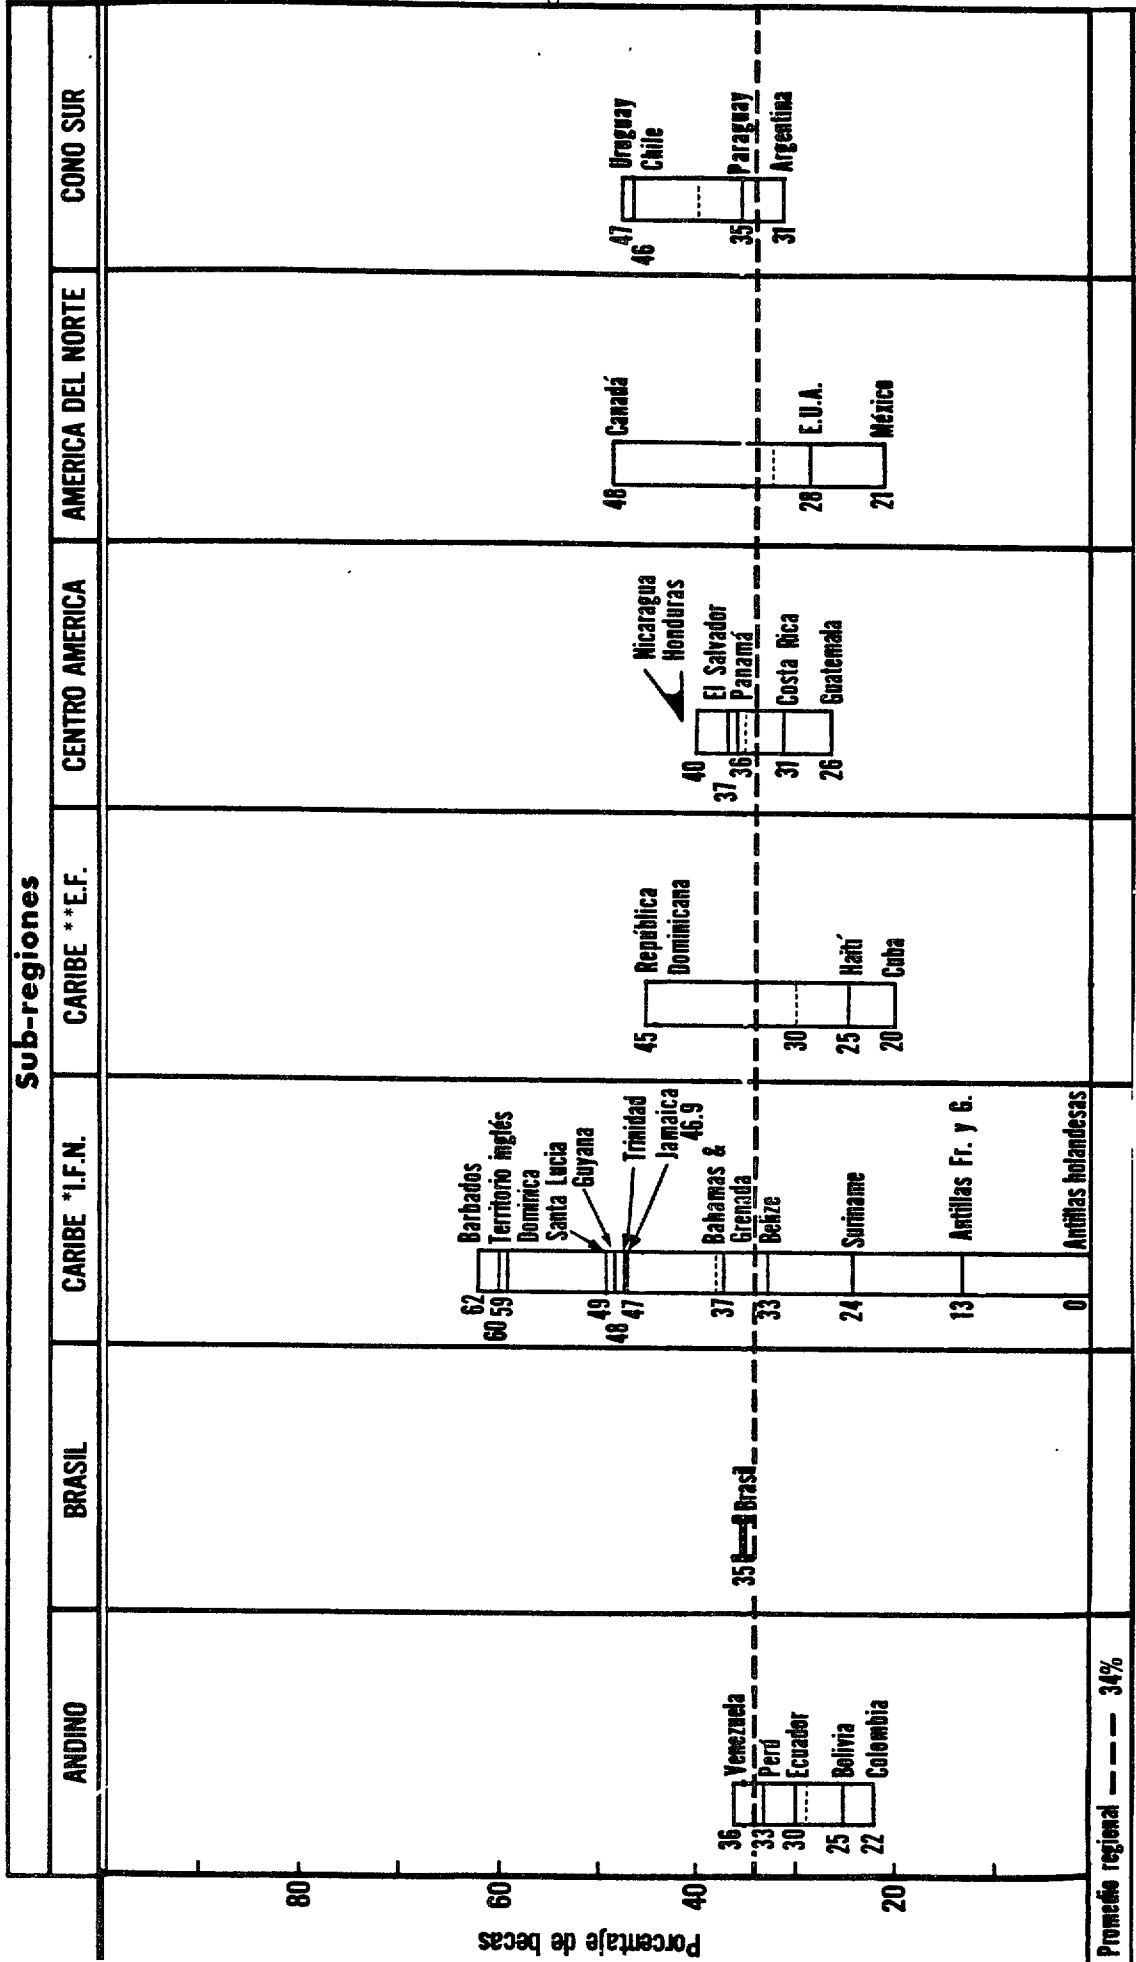 Sub-regiones
ANDINO
BRASIL
CARIBE *I.F.N.
CARIBE **E.F.
CENTRO AMERICA
AMERICA DEL NORTE
CONO SUR
Porcentaje de becas
80
60
40
20
36
33
30
25
22
Venezuela
Perú
Ecuador
Bolivia
Colombia
35
Brasil
62
60
59
49
48
47
37
33
24
13
0
Barbados
Territorio inglés
Dominica
Santa Lucia
Guyana
Trinidad
Jamaica
46.9
Bahamas &
Grenada
Belize
Suriname
Antillas Fr. y G.
Antillas holandesas
45
30
25
20
República
Dominicana
Haití
Cuba
40
37
36
31
26
Nicaragua
Honduras
El Salvador
Panamá
Costa Rica
Guatemala
48
28
21
Canadá
E.U.A.
México
47
46
35
31
Uruguay
Chile
Paraguay
Argentina
Promedio regional — — — 34%